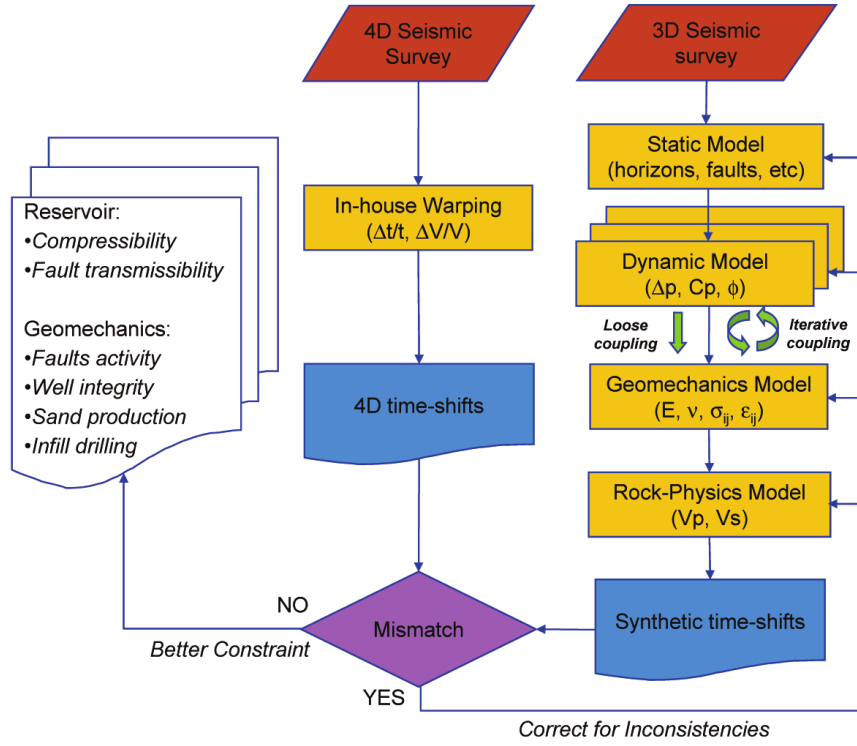 4D Seismic
Survey
3D Seismic
survey
Static Model
(horizons, faults, etc)
In-house Warping
(Δt/t, ΔV/V)
Reservoir:
•Compressibility
•Fault transmissibility
Geomechanics:
•Faults activity
•Well integrity
•Sand production
•Infill drilling
Dynamic Model
(Δp, Cp, ϕ)
Loose
coupling
Iterative
coupling
4D time-shifts
Geomechanics Model
(E, ν, σij, εij)
Rock-Physics Model
(Vp, Vs)
NO
Mismatch
Synthetic time-shifts
Better Constraint
YES
Correct for Inconsistencies